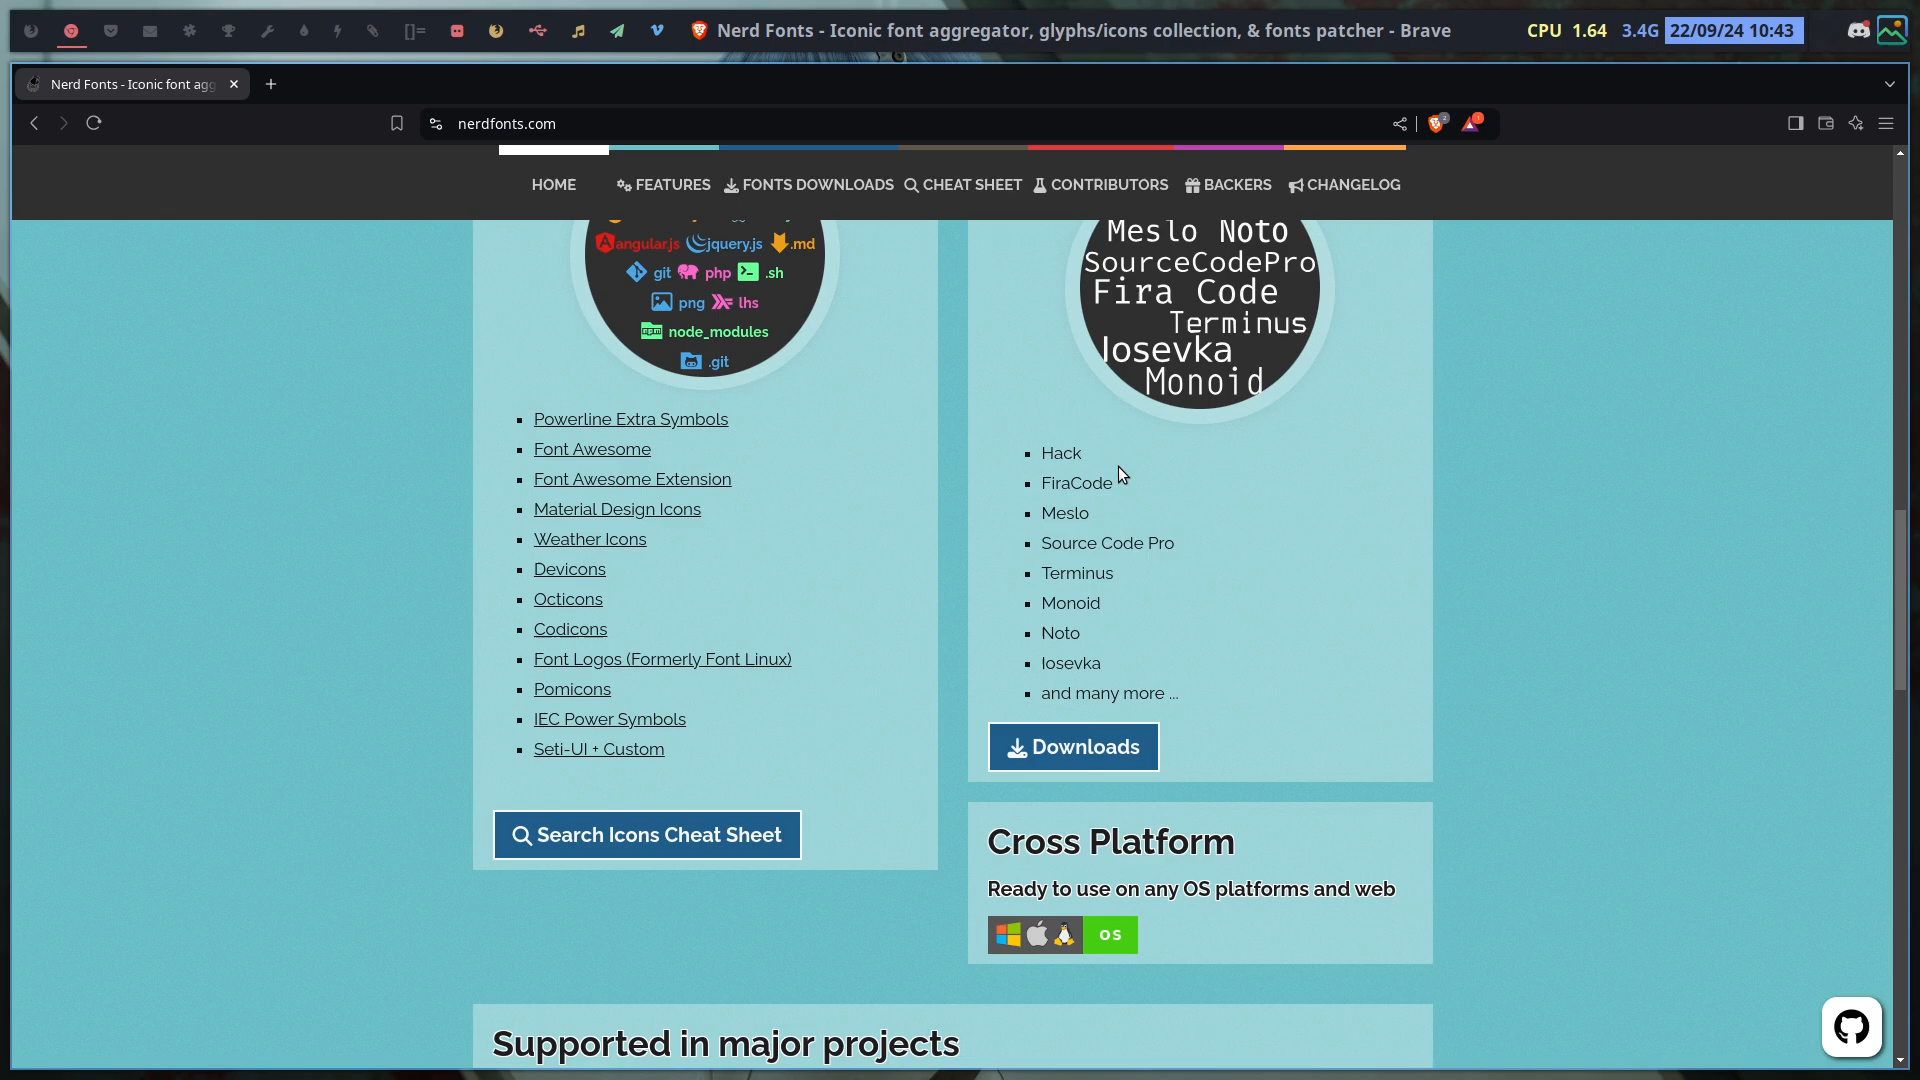 []=
Nerd Fonts - Iconic font aggregator, glyphs/icons collection, & fonts patcher - Brave
CPU 1.64
3.4G
22/09/24 10:43
Nerd Fonts - Iconic font agg
nerdfonts.com
2
1
HOME
FEATURES
FONTS DOWNLOADS
CHEAT SHEET
CONTRIBUTORS
BACKERS
CHANGELOG
angular.js jquery.js .md
git php .sh
png lhs
npm node_modules
.git
Powerline Extra Symbols
Font Awesome
Font Awesome Extension
Material Design Icons
Weather Icons
Devicons
Octicons
Codicons
Font Logos (Formerly Font Linux)
Pomicons
IEC Power Symbols
Seti-UI + Custom
Search Icons Cheat Sheet
Meslo Noto
SourceCodePro
Fira Code
Terminus
Iosevka
Monoid
Hack
FiraCode
Meslo
Source Code Pro
Terminus
Monoid
Noto
Iosevka
and many more ...
Downloads
Cross Platform
Ready to use on any OS platforms and web
OS
Supported in major projects